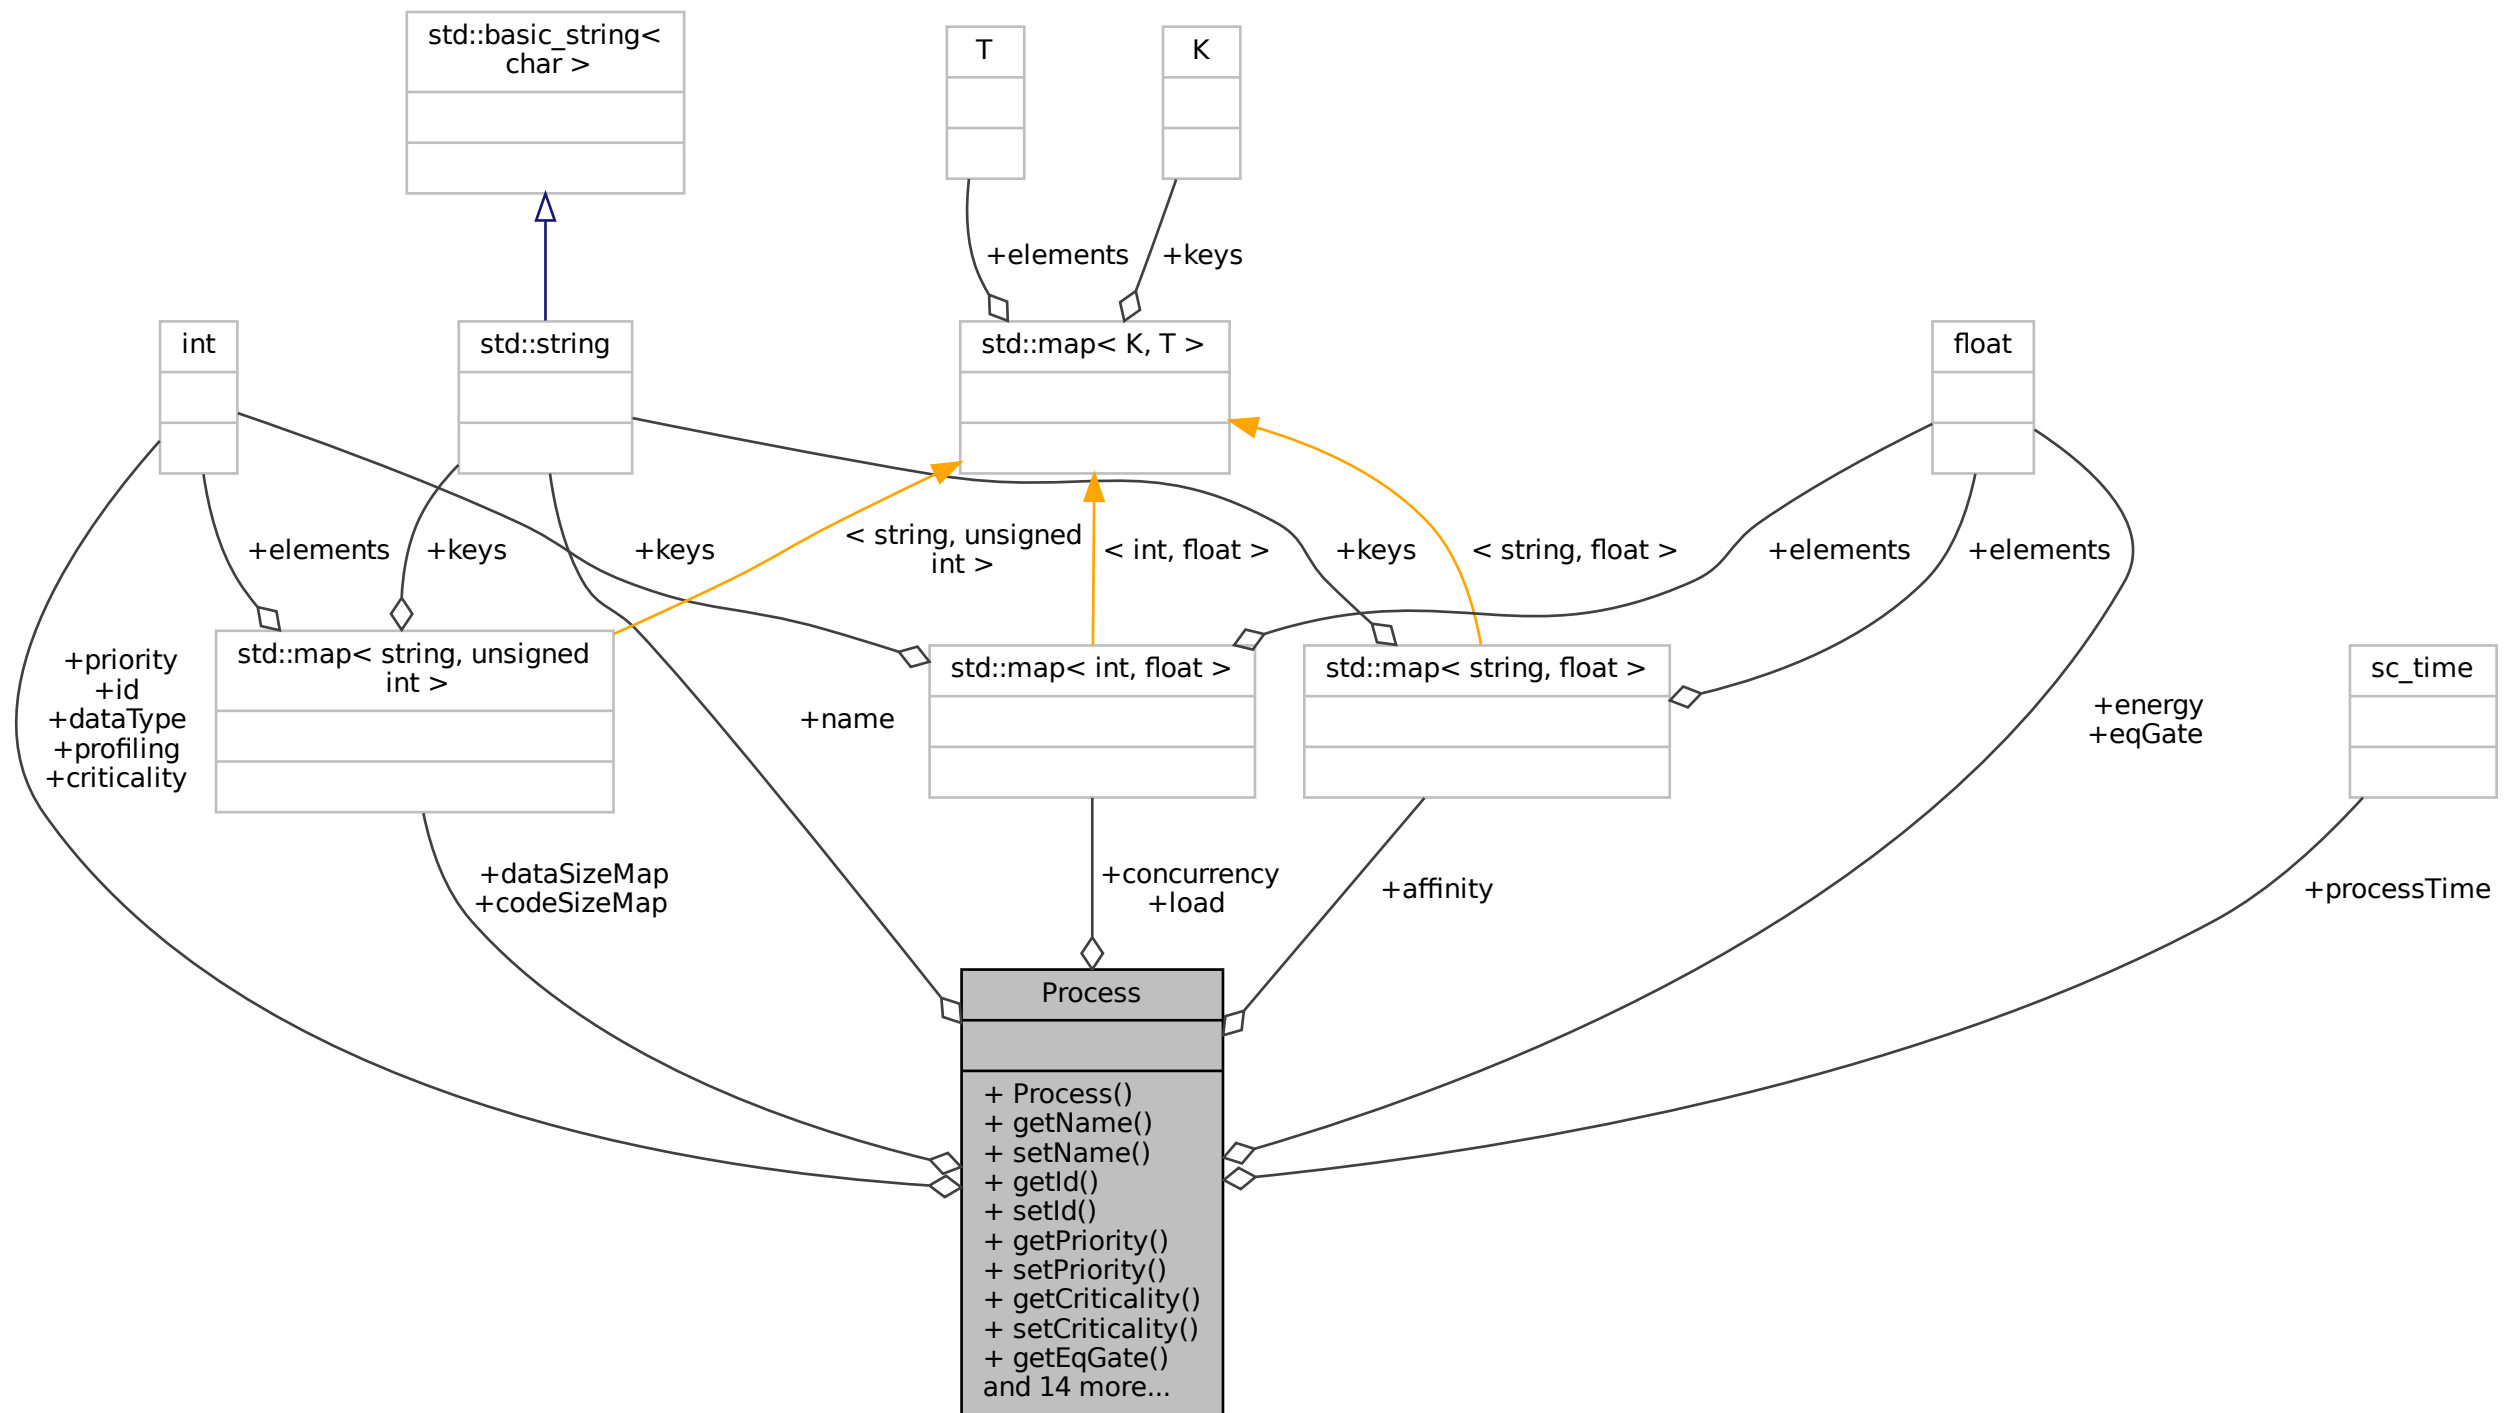 std::basic_string<
char >
T
K
+elements
+keys
int
std::string
std::map< K, T >
float
+elements
+keys
+keys
< string, unsigned
int >
< int, float >
+keys
< string, float >
+elements
+elements
+priority
+id
+dataType
+profiling
+criticality
std::map< string, unsigned
int >
+name
std::map< int, float >
std::map< string, float >
+energy
+eqGate
sc_time
+dataSizeMap
+codeSizeMap
+concurrency
+load
+affinity
+processTime
Process
+ Process()
+ getName()
+ setName()
+ getId()
+ setId()
+ getPriority()
+ setPriority()
+ getCriticality()
+ setCriticality()
+ getEqGate()
and 14 more...